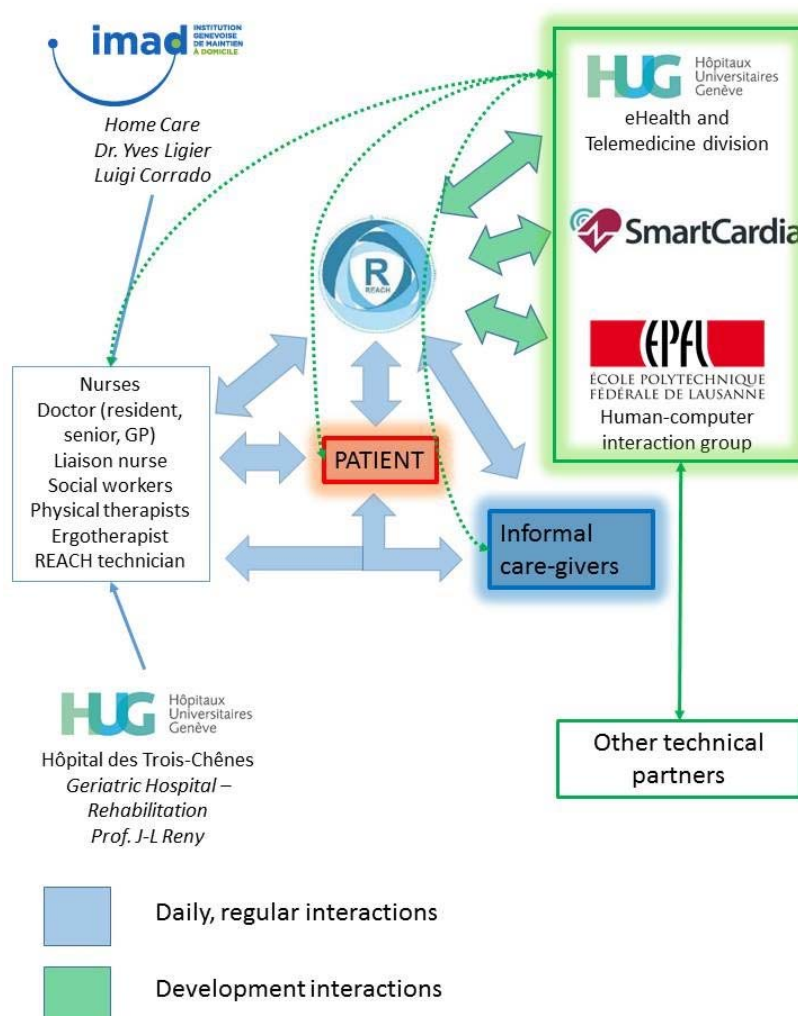 imad
INSTITUTION
GENEVOISE
DE MAINTIEN
À DOMICILE
Home Care
Dr. Yves Ligier
Luigi Corrado
HUG
Hôpitaux
Universitaires
Genève
eHealth and
Telemedicine division
SmartCardia
EPFL
ÉCOLE POLYTECHNIQUE
FÉDÉRALE DE LAUSANNE
Human-computer
interaction group
R
REACH
Nurses
Doctor (resident,
senior, GP)
Liaison nurse
Social workers
Physical therapists
Ergotherapist
REACH technician
PATIENT
Informal
care-givers
HUG
Hôpitaux
Universitaires
Genève
Hôpital des Trois-Chênes
Geriatric Hospital –
Rehabilitation
Prof. J-L Reny
Other technical
partners
Daily, regular interactions
Development interactions